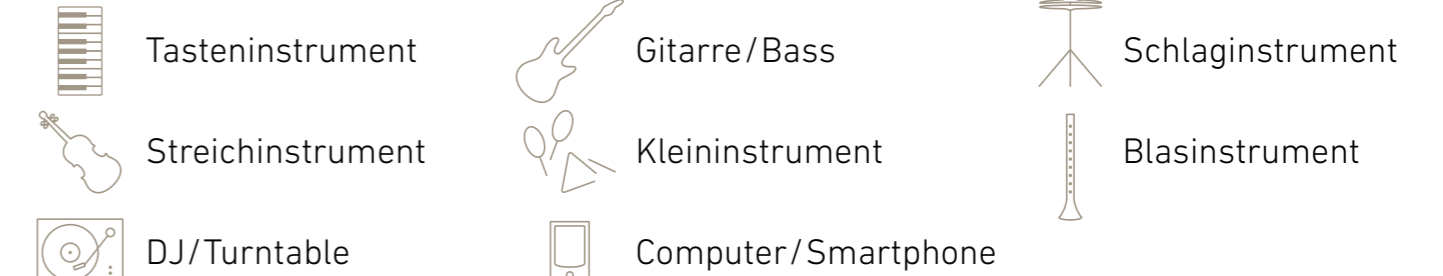 Tasteninstrument
Gitarre/Bass
Schlaginstrument
Streichinstrument
Kleininstrument
Blasinstrument
DJ/Turntable
Computer/Smartphone